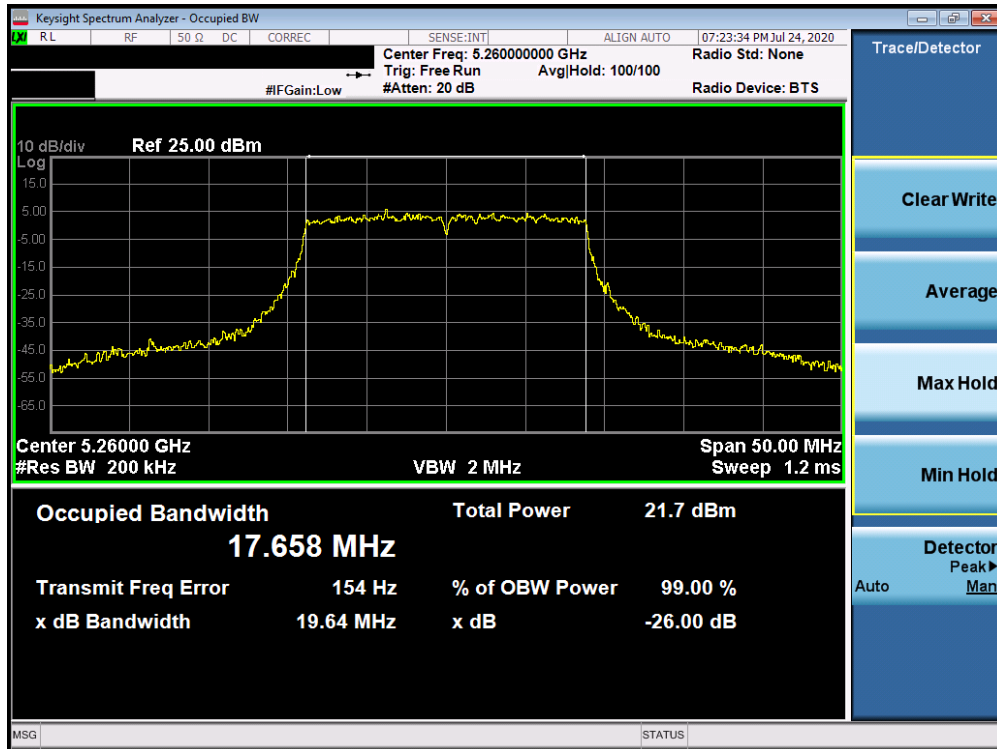 Keysight Spectrum Analyzer - Occupied BW
LXI RL RF 50 Ω DC CORREC SENSE:INT ALIGN AUTO 07:23:34 PM Jul 24, 2020
Center Freq: 5.260000000 GHz Radio Std: None
Trig: Free Run Avg|Hold: 100/100
#IFGain:Low #Atten: 20 dB Radio Device: BTS
10 dB/div Ref 25.00 dBm
Log
15.0
5.00
-5.00
-15.0
-25.0
-35.0
-45.0
-55.0
-65.0
Center 5.26000 GHz Span 50.00 MHz
#Res BW 200 kHz VBW 2 MHz Sweep 1.2 ms
Occupied Bandwidth Total Power 21.7 dBm
17.658 MHz
Transmit Freq Error 154 Hz % of OBW Power 99.00 %
x dB Bandwidth 19.64 MHz x dB -26.00 dB
MSG STATUS
Trace/Detector
Clear Write
Average
Max Hold
Min Hold
Detector
Peak▶
Auto Man